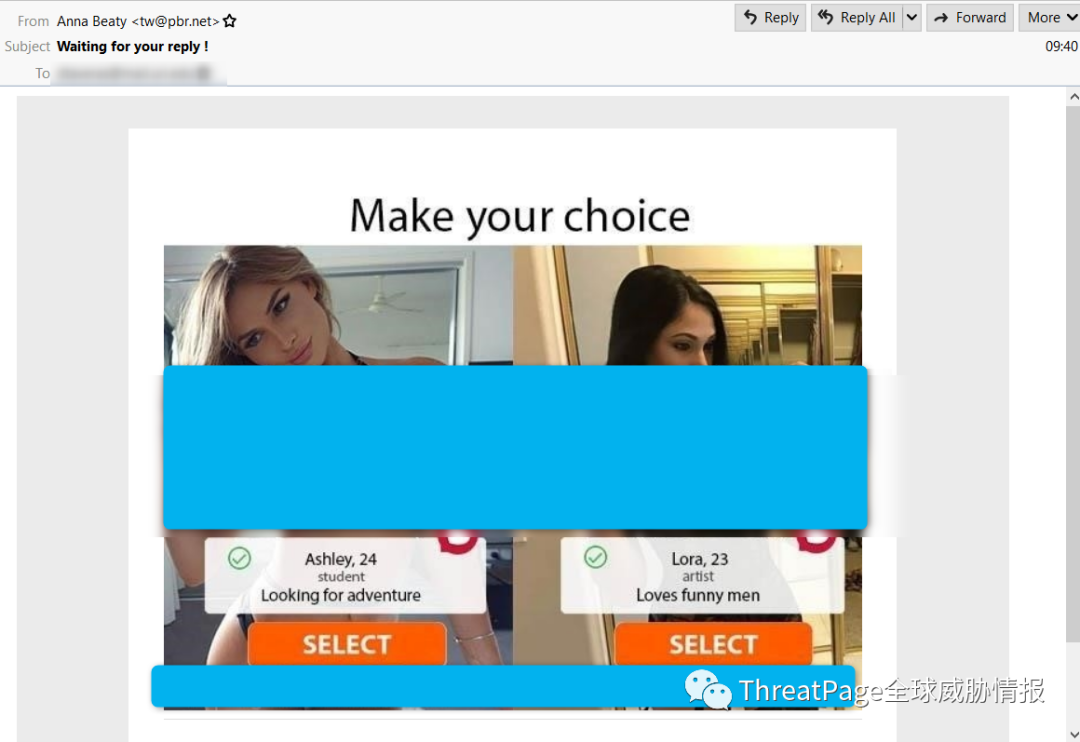 From Anna Beaty <tw@pbr.net>
Reply
Reply All
Forward
More
Subject Waiting for your reply !
09:40
To
Make your choice
Ashley, 24
student
Looking for adventure
SELECT
Lora, 23
artist
Loves funny men
SELECT
ThreatPage全球威胁情报